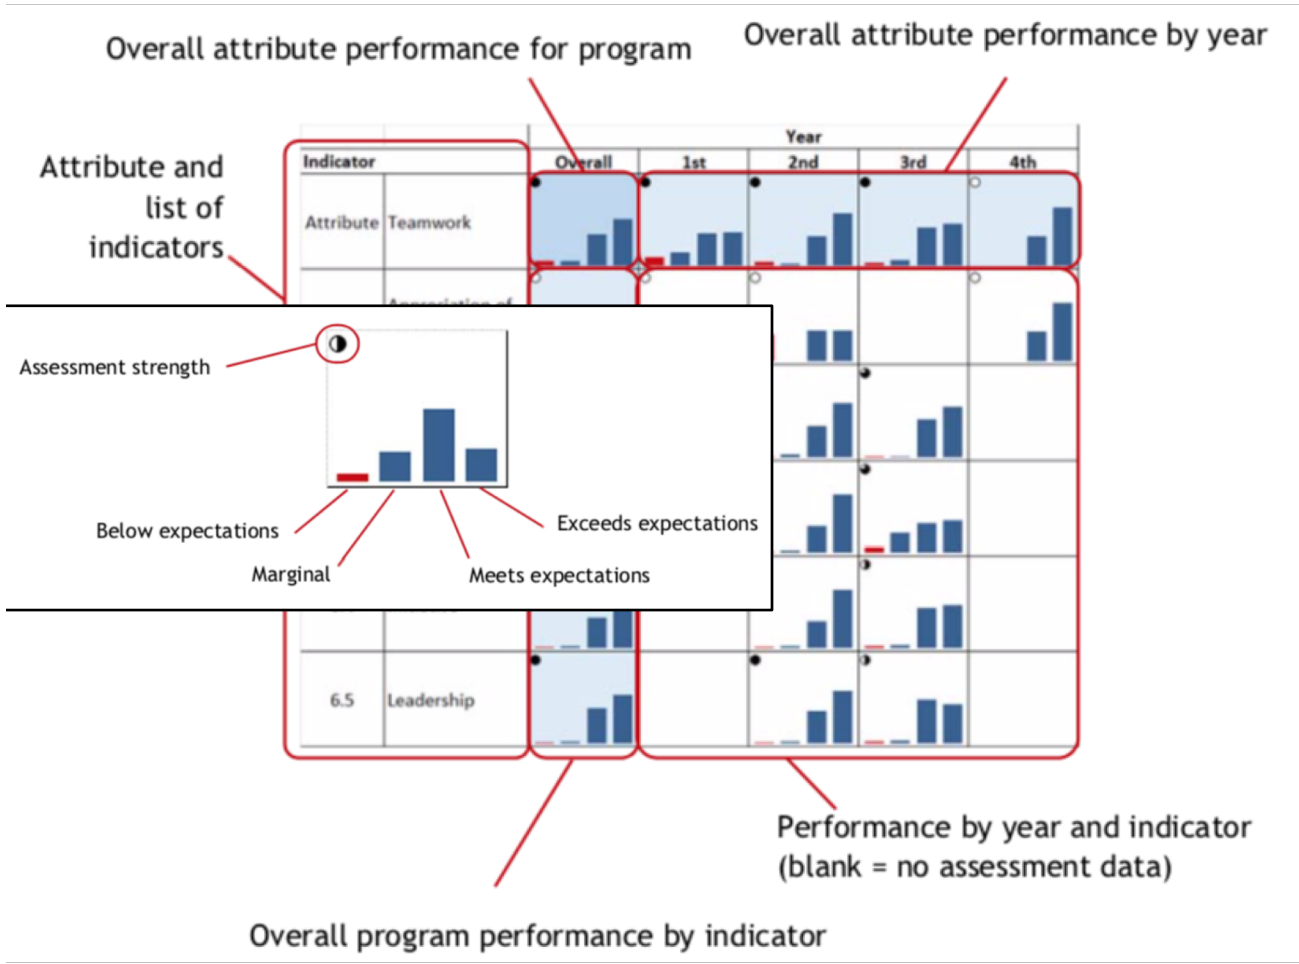 Overall attribute performance for program
Overall attribute performance by year
Attribute and
list of
indicators
Year
Indicator
Overall
1st
2nd
3rd
4th
Attribute
Teamwork
Appreciation of
Assessment strength
Below expectations
Marginal
Meets expectations
Exceeds expectations
6.5
Leadership
Performance by year and indicator
(blank = no assessment data)
Overall program performance by indicator